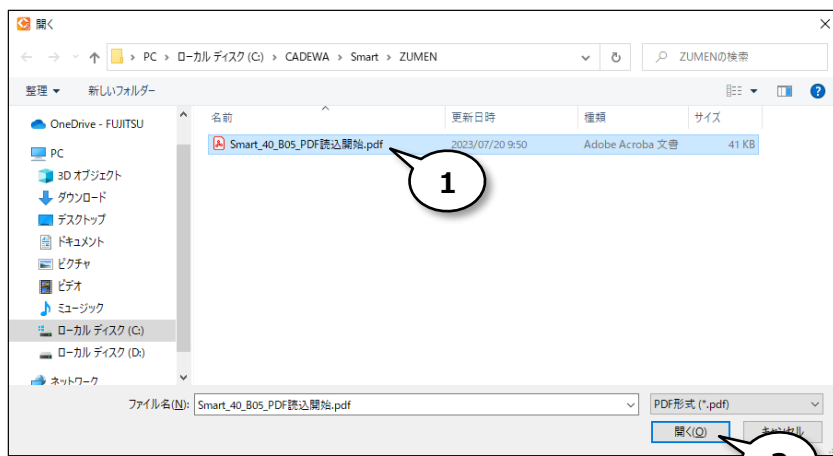 開く
PC › ローカル ディスク (C:) › CADEWA › Smart › ZUMEN
ZUMENの検索
整理 新しいフォルダー
名前 更新日時 種類 サイズ
Smart_40_B05_PDF読込開始.pdf 2023/07/20 9:50 Adobe Acroba 文書 41 KB
1
OneDrive - FUJITSU
PC
3D オブジェクト
ダウンロード
デスクトップ
ドキュメント
ピクチャ
ビデオ
ミュージック
ローカル ディスク (C:)
ローカル ディスク (D:)
ネットワーク
ファイル名(N): Smart_40_B05_PDF読込開始.pdf PDF形式 (*.pdf)
開く(O) キャンセル